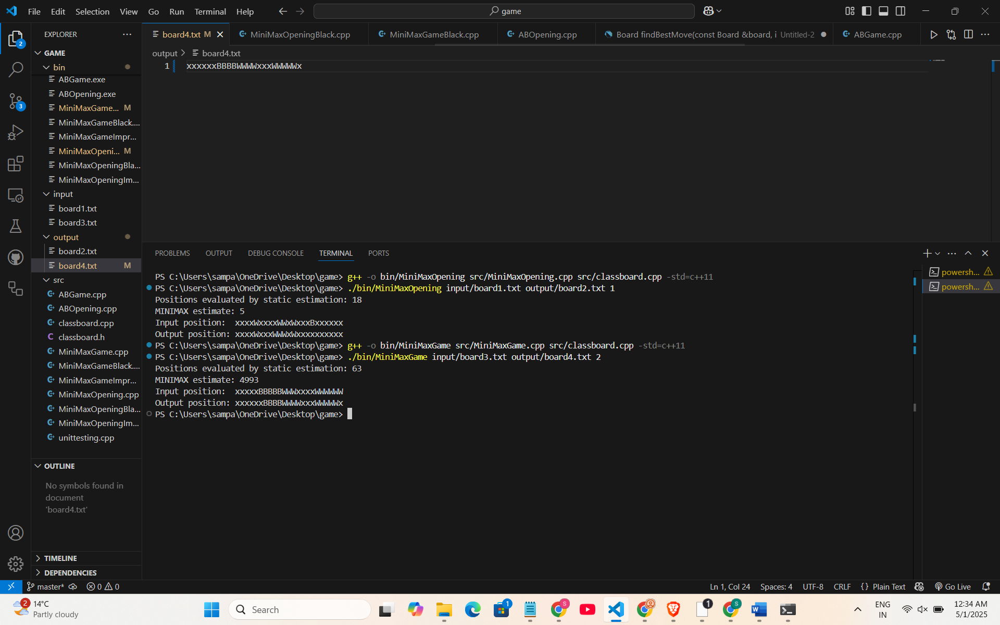 File Edit Selection View Go Run Terminal Help
game
EXPLORER
GAME
bin
ABGame.exe
ABOpening.exe
MiniMaxGame... M
MiniMaxGameBlack....
MiniMaxGameImpr...
MiniMaxOpeni... M
MiniMaxOpeningBla...
MiniMaxOpeningIm...
input
board1.txt
board3.txt
output
board2.txt
board4.txt M
src
ABGame.cpp
ABOpening.cpp
classboard.cpp
C classboard.h
MiniMaxGame.cpp
MiniMaxGameBlack....
MiniMaxGameImpr...
MiniMaxOpening.cpp
MiniMaxOpeningBla...
MiniMaxOpeningIm...
unittesting.cpp
OUTLINE
No symbols found in
document
'board4.txt'
TIMELINE
DEPENDENCIES
2
3
board4.txt M
MiniMaxOpeningBlack.cpp
MiniMaxGameBlack.cpp
ABOpening.cpp
Board findBestMove(const Board &board, i Untitled-2
ABGame.cpp
output > board4.txt
1 xxxxxxBBBBWWWWxxxWWWWWx
PROBLEMS OUTPUT DEBUG CONSOLE TERMINAL PORTS
PS C:\Users\sampa\OneDrive\Desktop\game> g++ -o bin/MiniMaxOpening src/MiniMaxOpening.cpp src/classboard.cpp -std=c++11
PS C:\Users\sampa\OneDrive\Desktop\game> ./bin/MiniMaxOpening input/board1.txt output/board2.txt 1
Positions evaluated by static estimation: 18
MINIMAX estimate: 5
Input position:  xxxxWxxxxWWxWxxxBxxxxxx
Output position: xxxxWxxxWWWxWxxxxxxxxxx
PS C:\Users\sampa\OneDrive\Desktop\game> g++ -o bin/MiniMaxGame src/MiniMaxGame.cpp src/classboard.cpp -std=c++11
PS C:\Users\sampa\OneDrive\Desktop\game> ./bin/MiniMaxGame input/board3.txt output/board4.txt 2
Positions evaluated by static estimation: 63
MINIMAX estimate: 4993
Input position:  xxxxxBBBBBWWWxxxxWWWWWW
Output position: xxxxxxBBBBWWWWxxxWWWWWx
PS C:\Users\sampa\OneDrive\Desktop\game>
powersh...
powersh...
master* 0 0
Ln 1, Col 24 Spaces: 4 UTF-8 CRLF {} Plain Text Go Live
2
14°C
Partly cloudy
Search
1
S
1
S
ENG
IN
12:34 AM
5/1/2025